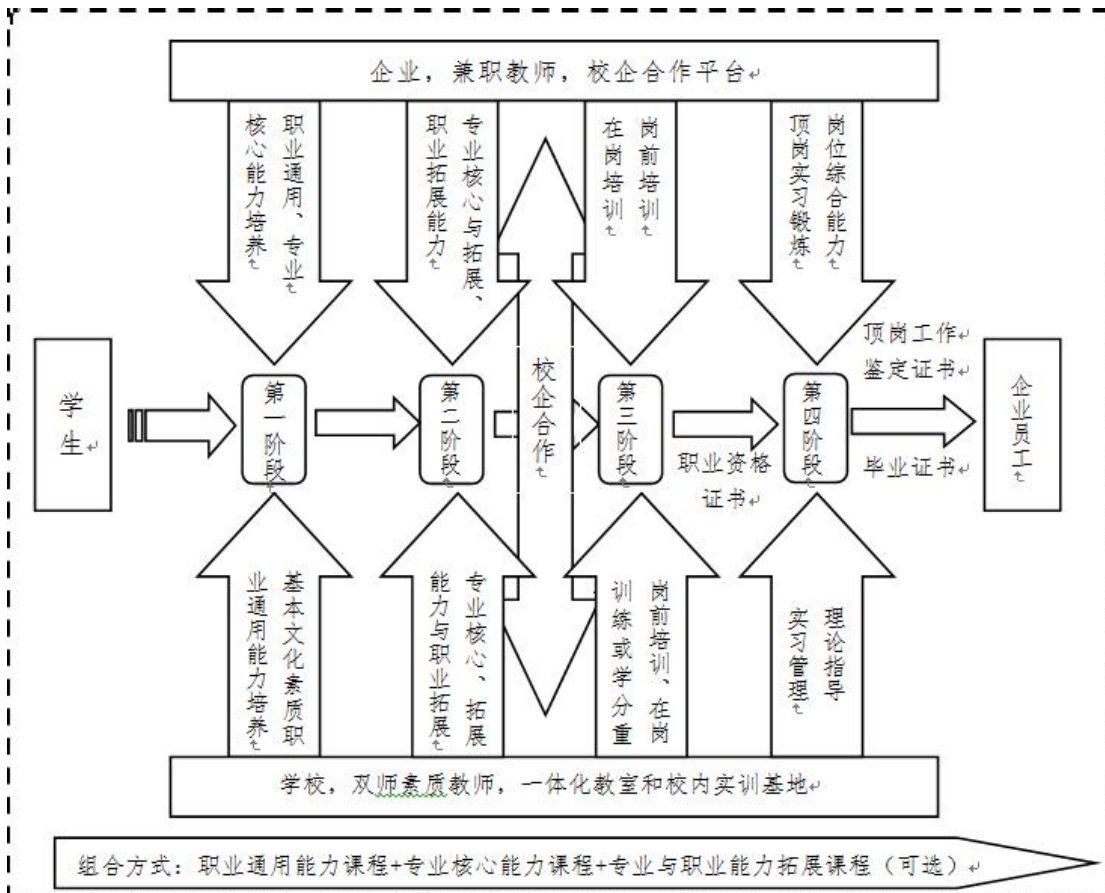 企业，兼职教师，校企合作平台
职业通用、专业
核心能力培养
专业核心与拓展、
职业拓展能力
岗前培训
在岗培训
岗位综合能力
顶岗实习锻炼
学生
第一阶段
第二阶段
校企合作
第三阶段
职业资格
证书
第四阶段
顶岗工作
鉴定证书
毕业证书
企业员工
基本文化素质职
业通用能力培养
专业核心、拓展
能力与职业拓展
岗前培训、在岗
训练或学分重
理论指导
实习管理
学校，双师素质教师，一体化教室和校内实训基地
组合方式：职业通用能力课程+专业核心能力课程+专业与职业能力拓展课程（可选）